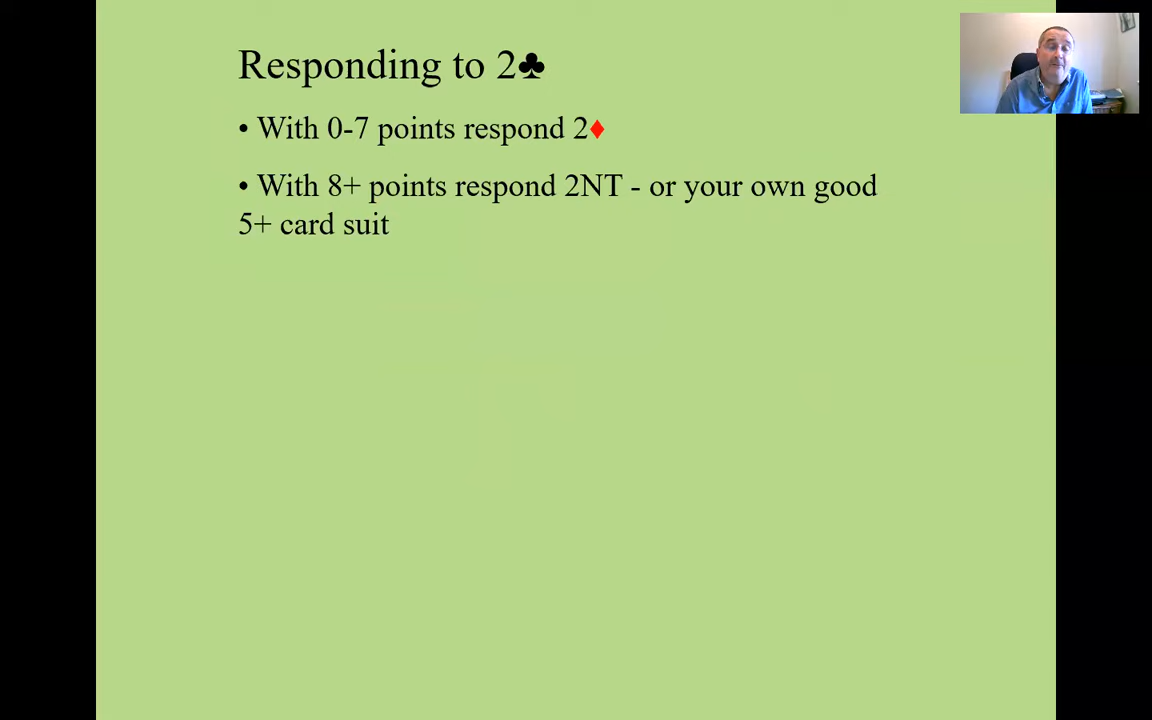 Responding to 2♣
• With 0-7 points respond 2♦
• With 8+ points respond 2NT - or your own good
5+ card suit